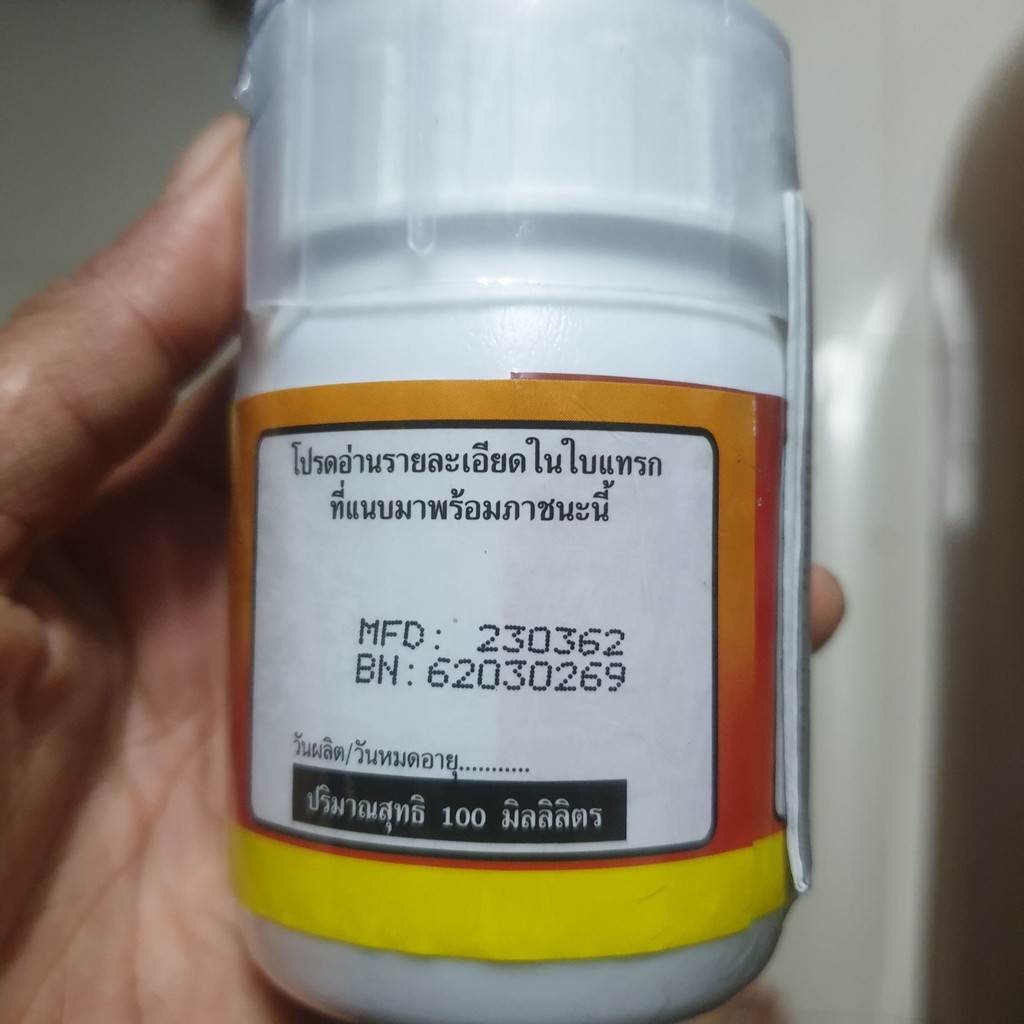 โปรดอ่านรายละเอียดในใบแทรก
ที่แนบมาพร้อมภาชนะนี้
MFD: 230362
BN:62030269
วันผลิต/วันหมดอายุ...........
ปริมาณสุทธิ 100 มิลลิลิตร